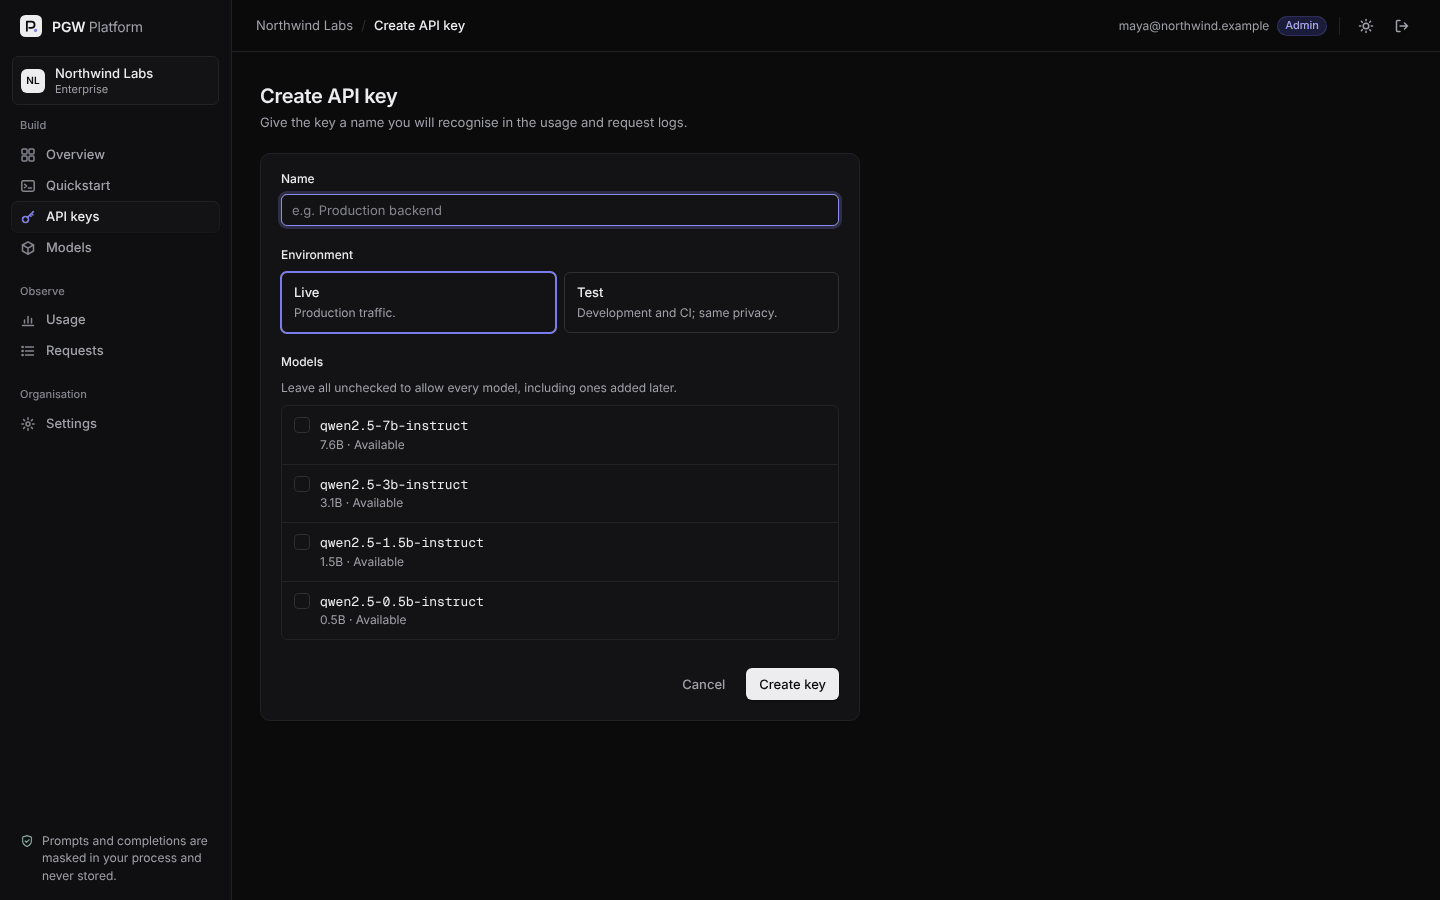 PGW Platform
NL
Northwind Labs
Enterprise
Build
Overview
Quickstart
API keys
Models
Observe
Usage
Requests
Organisation
Settings
Prompts and completions are
masked in your process and
never stored.
Northwind Labs / Create API key
maya@northwind.example Admin
Create API key
Give the key a name you will recognise in the usage and request logs.
Name
e.g. Production backend
Environment
Live
Production traffic.
Test
Development and CI; same privacy.
Models
Leave all unchecked to allow every model, including ones added later.
qwen2.5-7b-instruct
7.6B · Available
qwen2.5-3b-instruct
3.1B · Available
qwen2.5-1.5b-instruct
1.5B · Available
qwen2.5-0.5b-instruct
0.5B · Available
Cancel
Create key